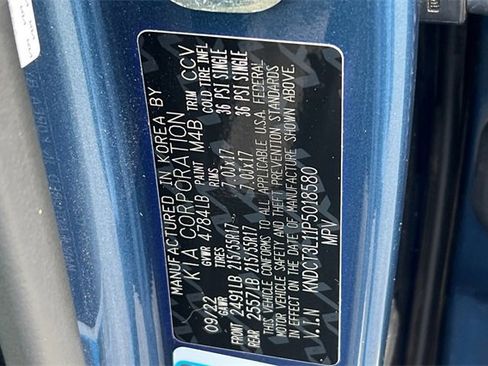 MANUFACTURED IN KOREA BY
KIA CORPORATION
09/22 GVWR 4784LB PAINT M4B TRIM CCV
GAWR TIRES RIMS COLD TIRE INFL
FRONT 2491LB 215/55R17 7.0JX17 36 PSI SINGLE
REAR 2557LB 215/55R17 7.0JX17 36 PSI SINGLE
THIS VEHICLE CONFORMS TO ALL APPLICABLE U.S.A. FEDERAL
MOTOR VEHICLE SAFETY AND THEFT PREVENTION STANDARDS
IN EFFECT ON THE DATE OF MANUFACTURE SHOWN ABOVE.
V.I.N KNDCT3L11P5018580
MPV